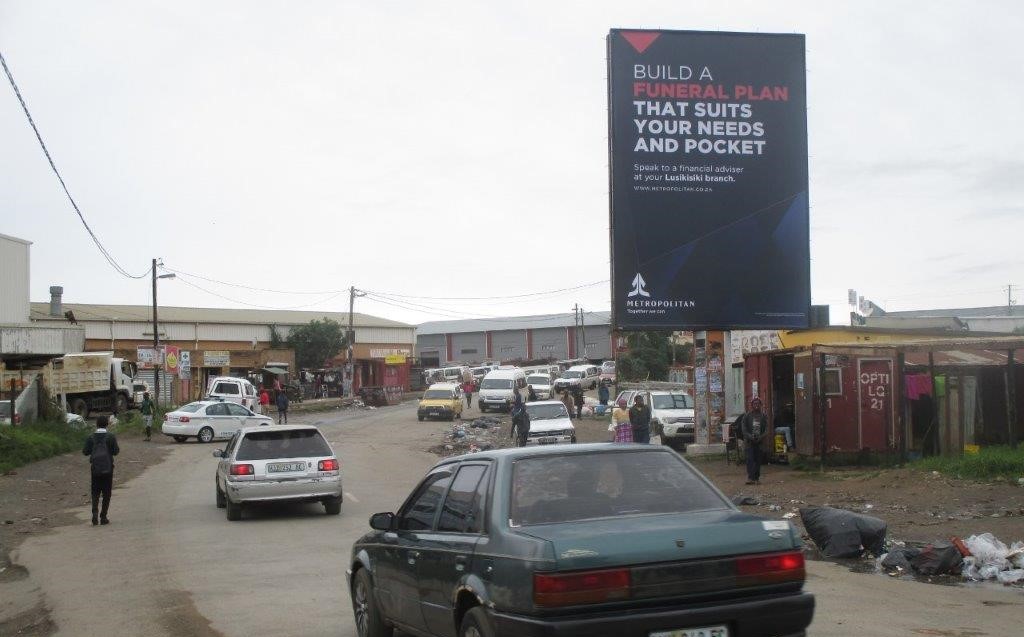 BUILD A
FUNERAL PLAN
THAT SUITS
YOUR NEEDS
AND POCKET
Speak to a financial adviser
at your Lusikisiki branch.
WWW.METROPOLITAN.CO.ZA
METROPOLITAN
Together we can
OPTI
LQ
21